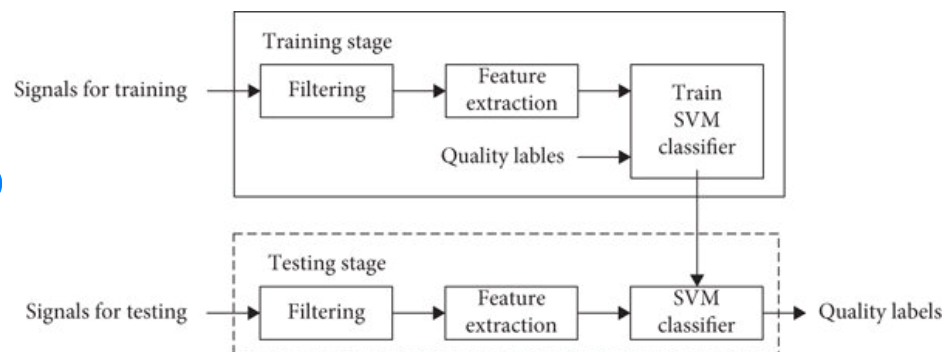 Training stage
Signals for training
Filtering
Feature
extraction
Train
SVM
classifier
Quality lables
Testing stage
Signals for testing
Filtering
Feature
extraction
SVM
classifier
Quality labels